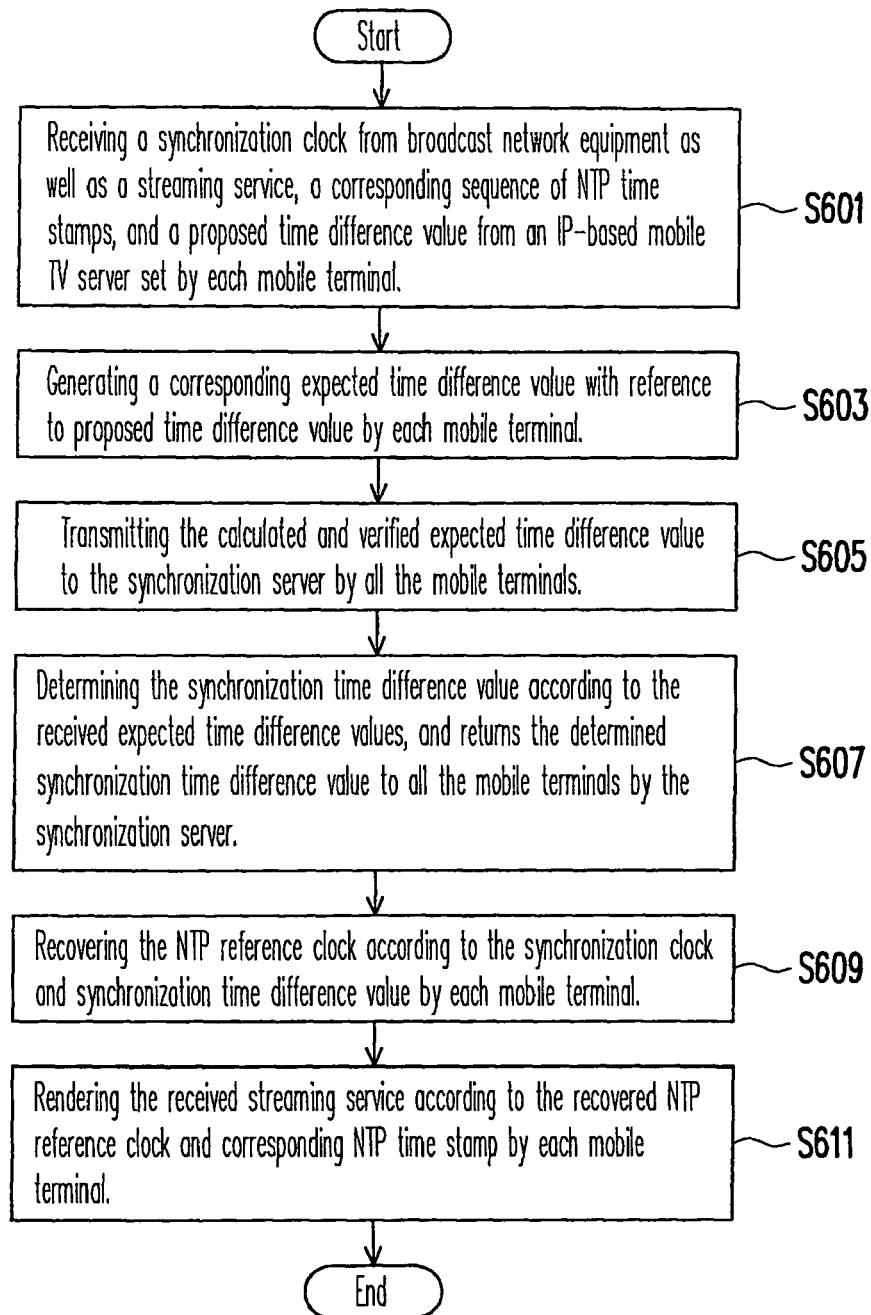 Start
Receiving a synchronization clock from broadcast network equipment as
well as a streaming service, a corresponding sequence of NTP time
stamps, and a proposed time difference value from an IP-based mobile
TV server set by each mobile terminal.
S601
Generating a corresponding expected time difference value with reference
to proposed time difference value by each mobile terminal.
S603
Transmitting the calculated and verified expected time difference value
to the synchronization server by all the mobile terminals.
S605
Determining the synchronization time difference value according to the
received expected time difference values, and returns the determined
synchronization time difference value to all the mobile terminals by the
synchronization server.
S607
Recovering the NTP reference clock according to the synchronization clock
and synchronization time difference value by each mobile terminal.
S609
Rendering the received streaming service according to the recovered NTP
reference clock and corresponding NTP time stamp by each mobile
terminal.
S611
End